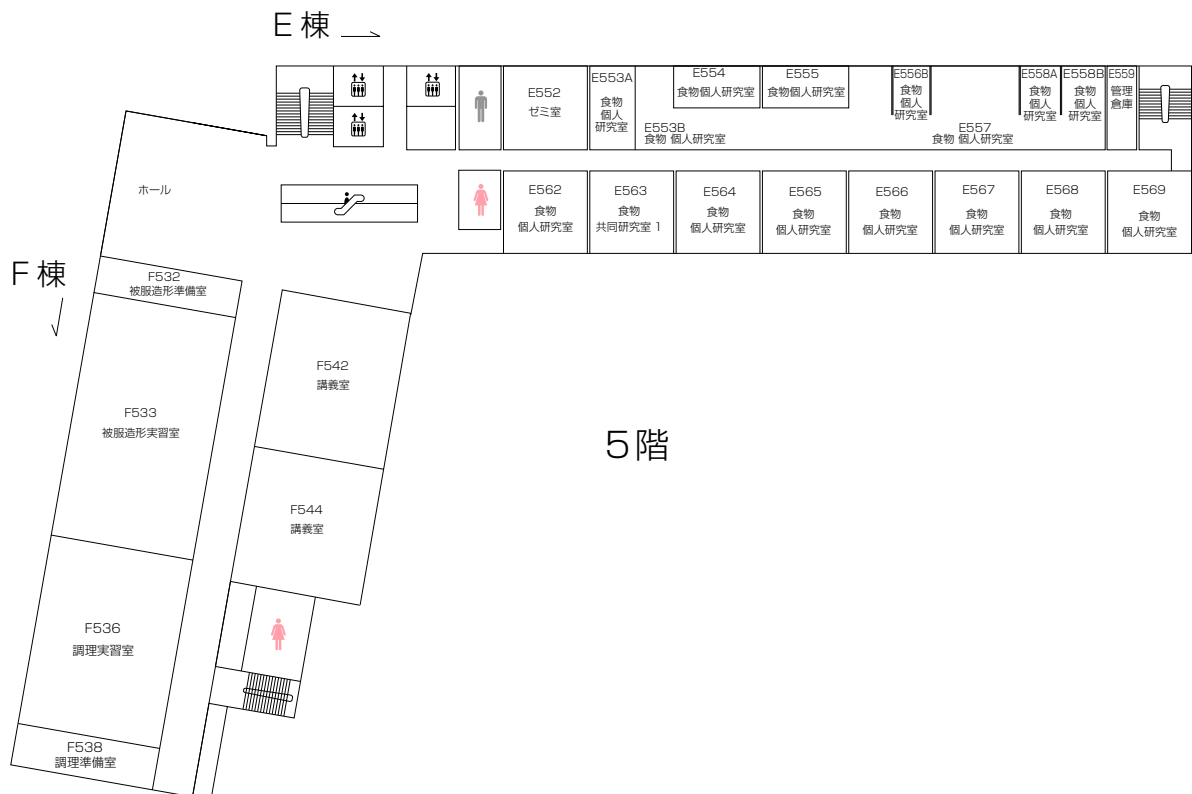 E棟
E552
ゼミ室
E553A
食物
個人
研究室
E554
食物個人研究室
E555
食物個人研究室
E556B
食物
個人
研究室
E558A
食物
個人
研究室
E558B
食物
個人
研究室
E559
管理
倉庫
E553B
食物 個人研究室
E557
食物 個人研究室
ホール
E562
食物
個人研究室
E563
食物
共同研究室 1
E564
食物
個人研究室
E565
食物
個人研究室
E566
食物
個人研究室
E567
食物
個人研究室
E568
食物
個人研究室
E569
食物
個人研究室
F棟
F532
被服造形準備室
F533
被服造形実習室
F542
講義室
5階
F544
講義室
F536
調理実習室
F538
調理準備室